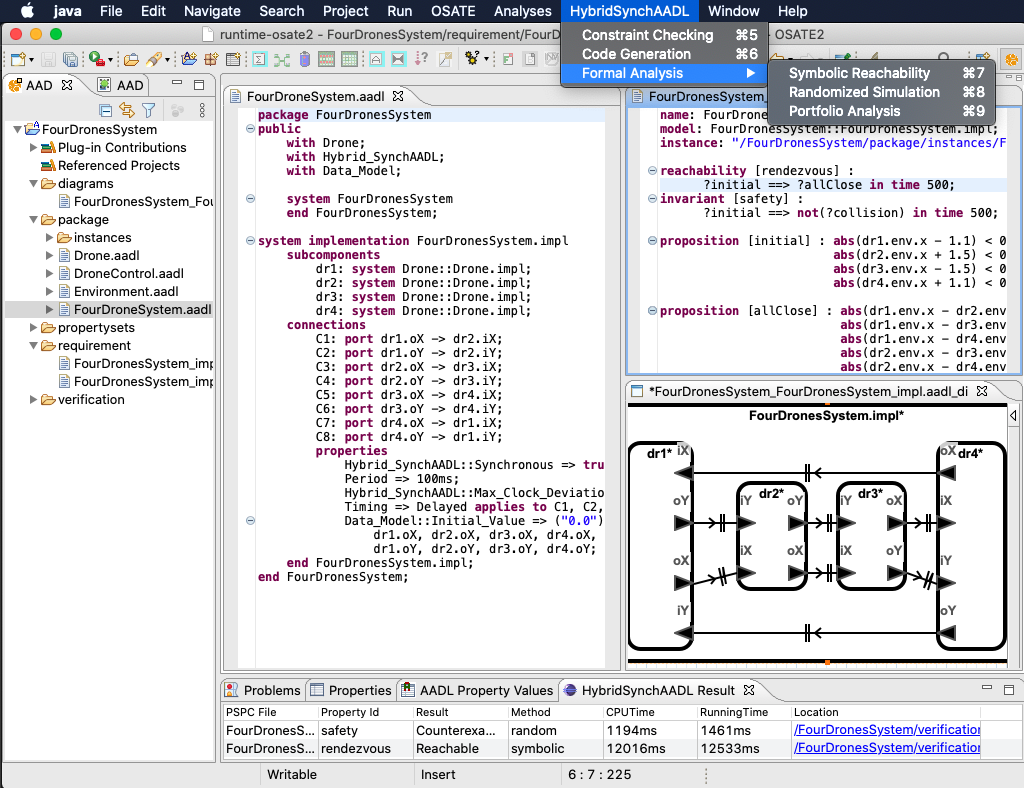 java File Edit Navigate Search Project Run OSATE Analyses HybridSynchAADL Window Help
runtime-osate2 - FourDronesSystem/requirement/FourD
OSATE2
Constraint Checking ⌘5
Code Generation ⌘6
Formal Analysis
Symbolic Reachability ⌘7
Randomized Simulation ⌘8
Portfolio Analysis ⌘9
AAD
AAD
FourDronesSystem
Plug-in Contributions
Referenced Projects
diagrams
FourDronesSystem_Fou
package
instances
Drone.aadl
DroneControl.aadl
Environment.aadl
FourDroneSystem.aadl
propertysets
requirement
FourDronesSystem_imp
FourDronesSystem_imp
verification
FourDroneSystem.aadl
package FourDronesSystem
public
with Drone;
with Hybrid_SynchAADL;
with Data_Model;
system FourDronesSystem
end FourDronesSystem;
system implementation FourDronesSystem.impl
subcomponents
dr1: system Drone::Drone.impl;
dr2: system Drone::Drone.impl;
dr3: system Drone::Drone.impl;
dr4: system Drone::Drone.impl;
connections
C1: port dr1.oX -> dr2.iX;
C2: port dr1.oY -> dr2.iY;
C3: port dr2.oX -> dr3.iX;
C4: port dr2.oY -> dr3.iY;
C5: port dr3.oX -> dr4.iX;
C6: port dr3.oY -> dr4.iY;
C7: port dr4.oX -> dr1.iX;
C8: port dr4.oY -> dr1.iY;
properties
Hybrid_SynchAADL::Synchronous => tru
Period => 100ms;
Hybrid_SynchAADL::Max_Clock_Deviatio
Timing => Delayed applies to C1, C2,
Data_Model::Initial_Value => ("0.0")
dr1.oX, dr2.oX, dr3.oX, dr4.oX,
dr1.oY, dr2.oY, dr3.oY, dr4.oY;
end FourDronesSystem.impl;
end FourDronesSystem;
FourDronesSystem_
name: FourDrone
model: FourDronesSystem::FourDronesSystem.impl;
instance: "/FourDronesSystem/package/instances/F
reachability [rendezvous] :
?initial ==> ?allClose in time 500;
invariant [safety] :
?initial ==> not(?collision) in time 500;
proposition [initial] : abs(dr1.env.x - 1.1) < 0
abs(dr2.env.x + 1.5) < 0
abs(dr3.env.x - 1.5) < 0
abs(dr4.env.x + 1.1) < 0
proposition [allClose] : abs(dr1.env.x - dr2.env
abs(dr1.env.x - dr3.env
abs(dr1.env.x - dr4.env
abs(dr2.env.x - dr3.env
abs(dr2.env.x - dr4.env
*FourDronesSystem_FourDronesSystem_impl.aadl_di
FourDronesSystem.impl*
dr1* iX oX dr4*
oY iY dr2* oY iY dr3* oX iX
oX iX oX iX oY iY
iY oY
Problems Properties AADL Property Values HybridSynchAADL Result
PSPC File Property Id Result Method CPUTime RunningTime Location
FourDronesS... safety Counterexa... random 1194ms 1461ms /FourDronesSystem/verification
FourDronesS... rendezvous Reachable symbolic 12016ms 12533ms /FourDronesSystem/verification
Writable Insert 6 : 7 : 225